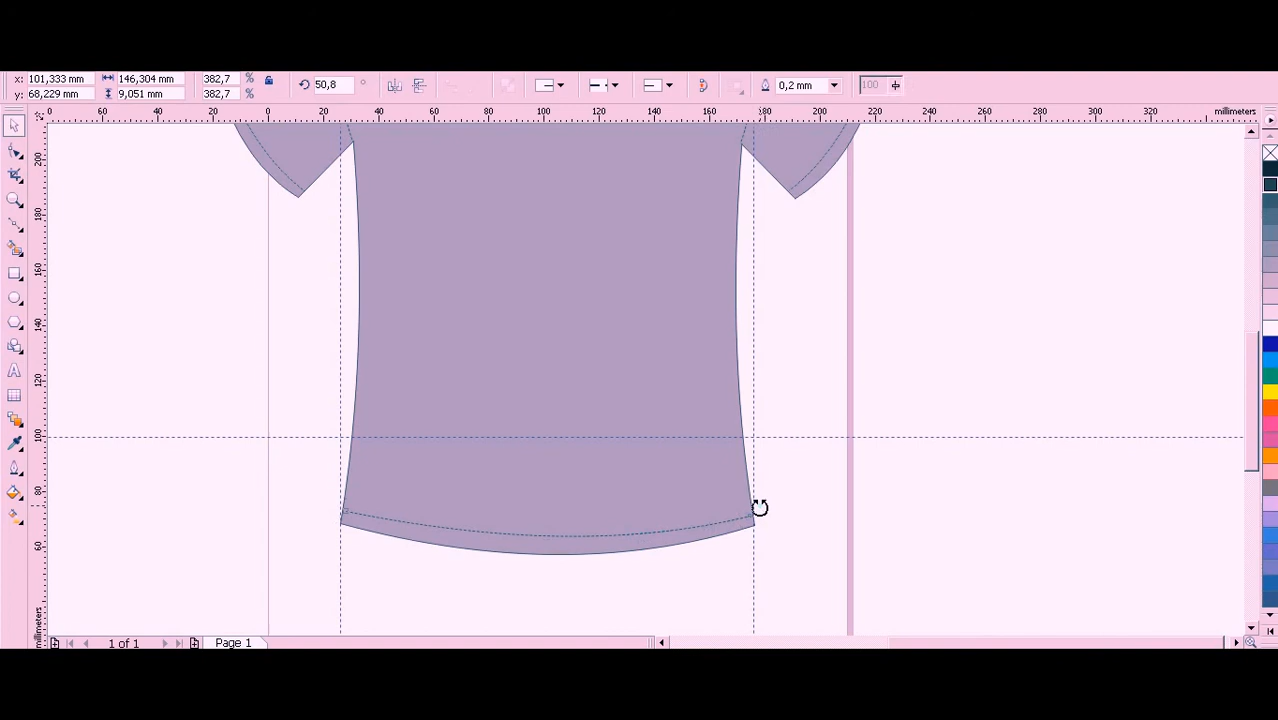 x: 101,333 mm 146,304 mm 382,7 % 50,8 ° 0,2 mm 100
y: 68,229 mm 9,051 mm 382,7 %
0 60 40 20 0 20 40 60 80 100 120 140 160 180 200 220 240 260 280 300 320 millimeters
200
180
160
140
120
100
80
60
millimeters
1 of 1 Page 1